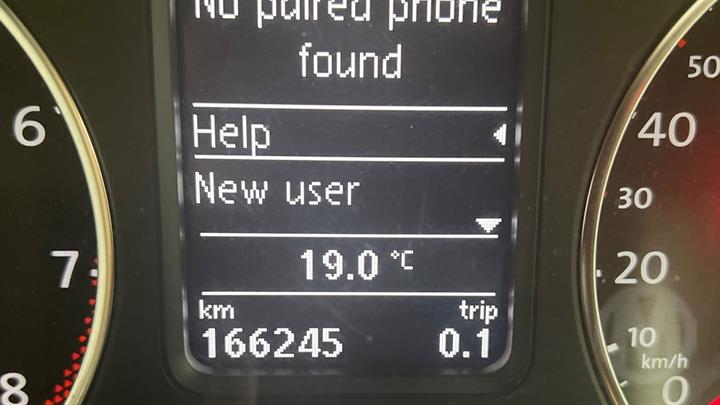 No paired phone
found
Help
New user
19.0 °C
km trip
166245 0.1
6
7
8
50
40
30
20
10
km/h
0